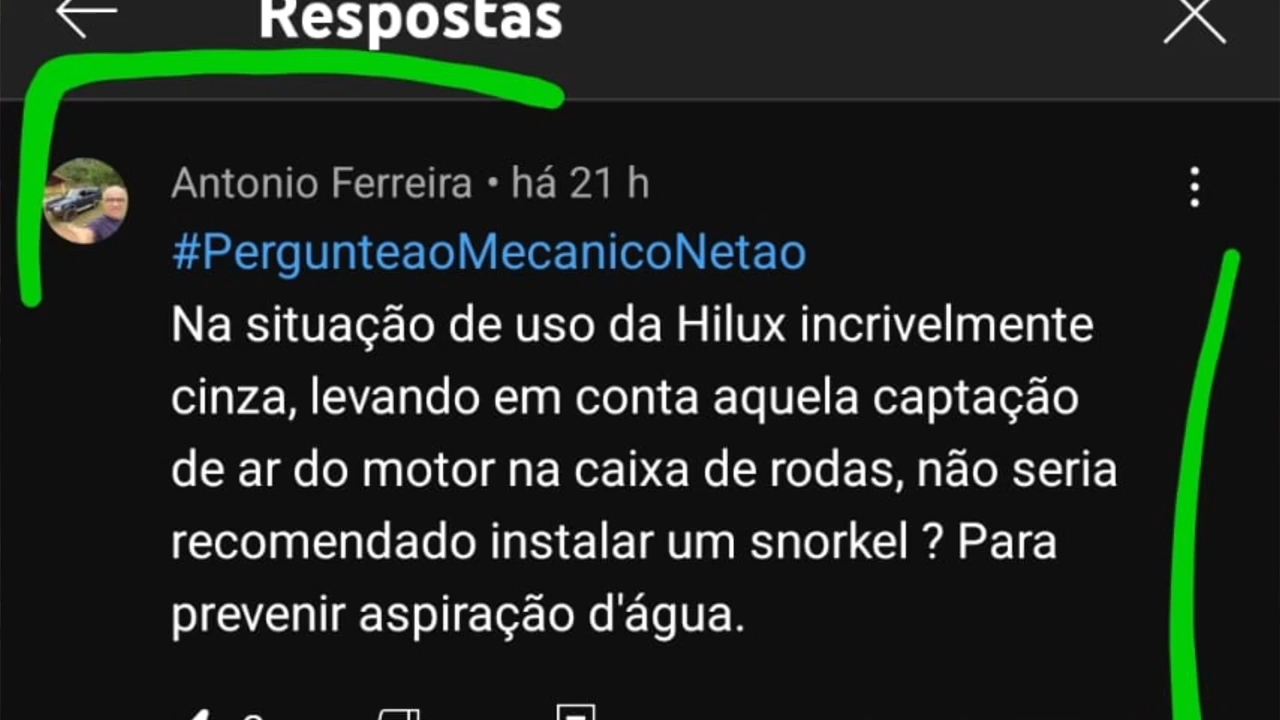 Respostas
Antonio Ferreira • há 21 h
#PergunteaoMecanicoNetao
Na situação de uso da Hilux incrivelmente
cinza, levando em conta aquela captação
de ar do motor na caixa de rodas, não seria
recomendado instalar um snorkel ? Para
prevenir aspiração d'água.